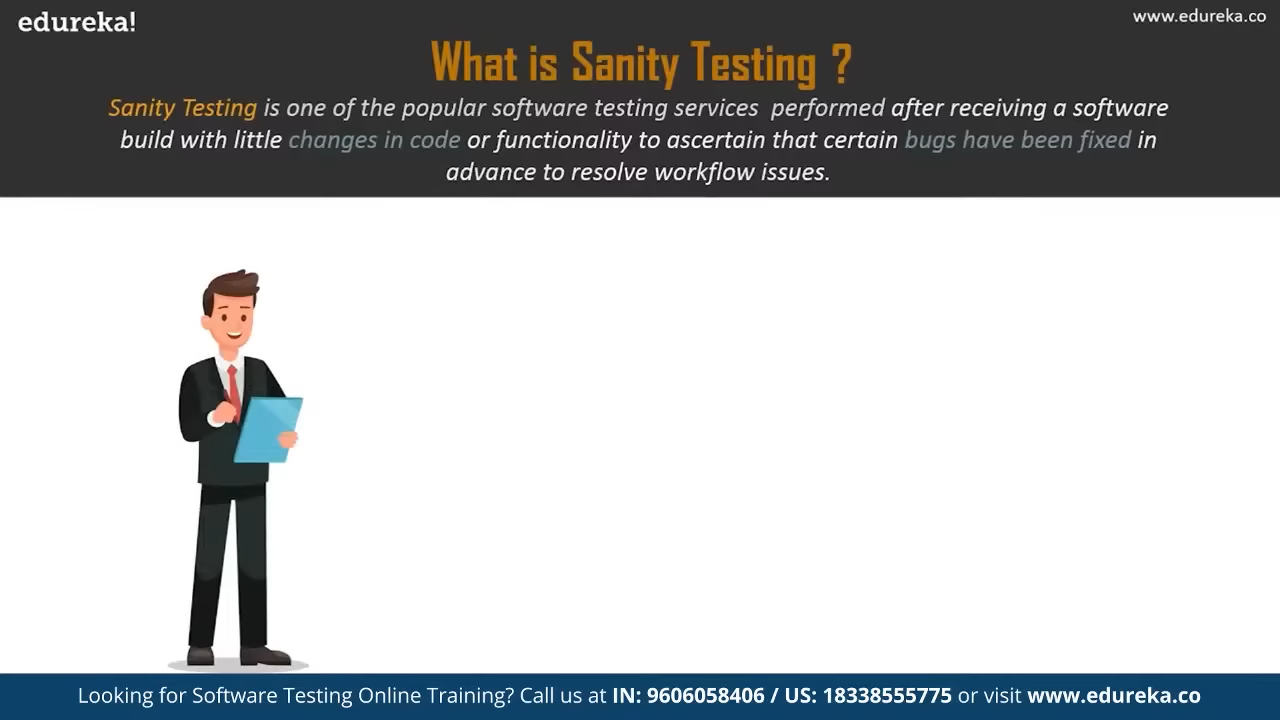 edureka!
www.edureka.co
What is Sanity Testing ?
Sanity Testing is one of the popular software testing services performed after receiving a software
build with little changes in code or functionality to ascertain that certain bugs have been fixed in
advance to resolve workflow issues.
Looking for Software Testing Online Training? Call us at IN: 9606058406 / US: 18338555775 or visit www.edureka.co